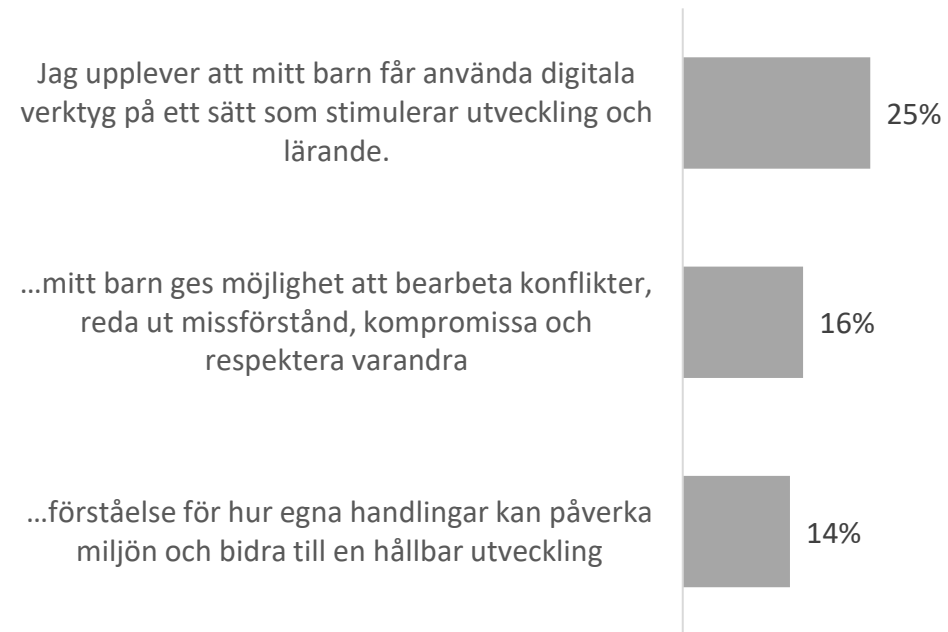 Jag upplever att mitt barn får använda digitala
verktyg på ett sätt som stimulerar utveckling och
lärande.
25%
...mitt barn ges möjlighet att bearbeta konflikter,
reda ut missförstånd, kompromissa och
respektera varandra
16%
...förståelse för hur egna handlingar kan påverka
miljön och bidra till en hållbar utveckling
14%